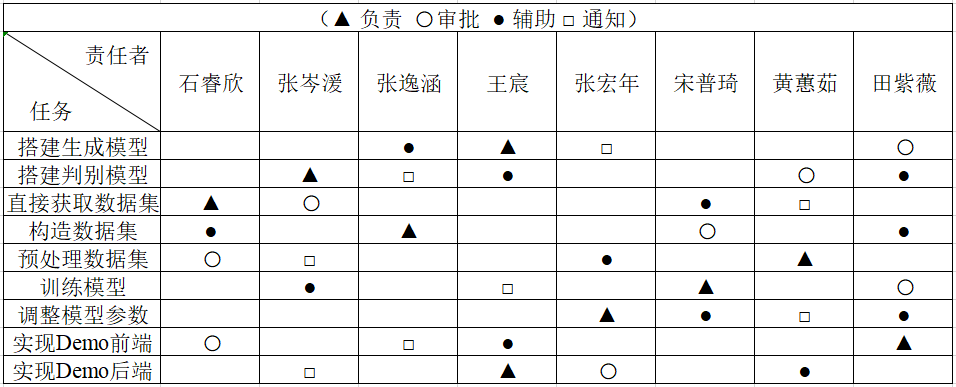 （▲ 负责 ○审批 ● 辅助 □ 通知）
责任者
任务
石睿欣 张岑湲 张逸涵 王宸 张宏年 宋普琦 黄蕙茹 田紫薇
搭建生成模型 ● ▲ □ ○
搭建判别模型 ▲ □ ● ○ ●
直接获取数据集 ▲ ○ ● □
构造数据集 ● ▲ ○ ●
预处理数据集 ○ □ ● ▲
训练模型 ● □ ▲ ○
调整模型参数 ▲ ● □ ●
实现Demo前端 ○ □ ● ▲
实现Demo后端 □ ▲ ○ ●